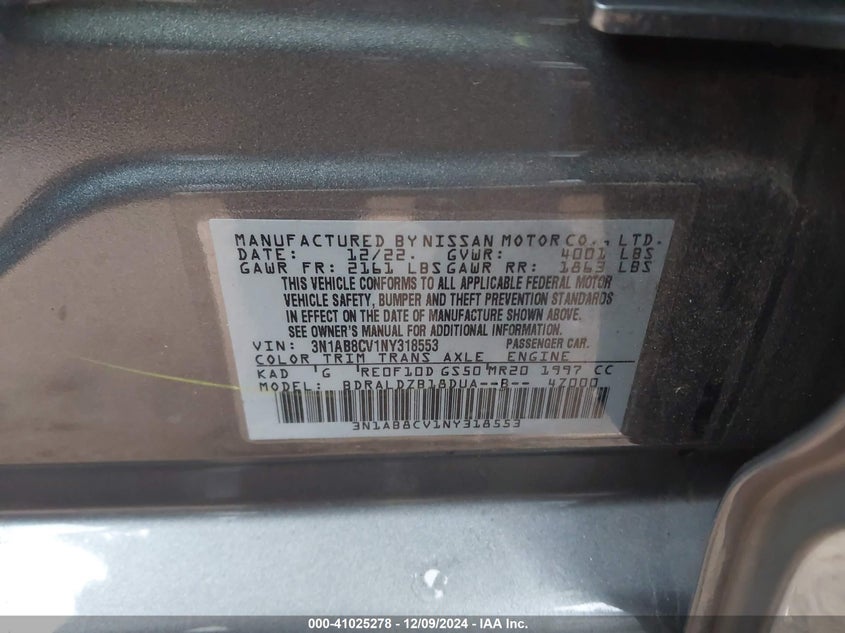 MANUFACTURED BY NISSAN MOTOR CO., LTD.
DATE: 12/22. GVWR: 4001 LBS
GAWR FR: 2161 LBS GAWR RR: 1863 LBS
THIS VEHICLE CONFORMS TO ALL APPLICABLE FEDERAL MOTOR
VEHICLE SAFETY, BUMPER AND THEFT PREVENTION STANDARDS
IN EFFECT ON THE DATE OF MANUFACTURE SHOWN ABOVE.
SEE OWNER'S MANUAL FOR ADDITIONAL INFORMATION.
VIN: 3N1AB8CV1NY318553 PASSENGER CAR.
COLOR TRIM TRANS AXLE ENGINE
KAD G RE0F10D GS50 MR20 1997 CC
MODEL: BDRALDZB18DUA--B-- 47000
3N1AB8CV1NY318553
000-41025278 - 12/09/2024 - IAA Inc.